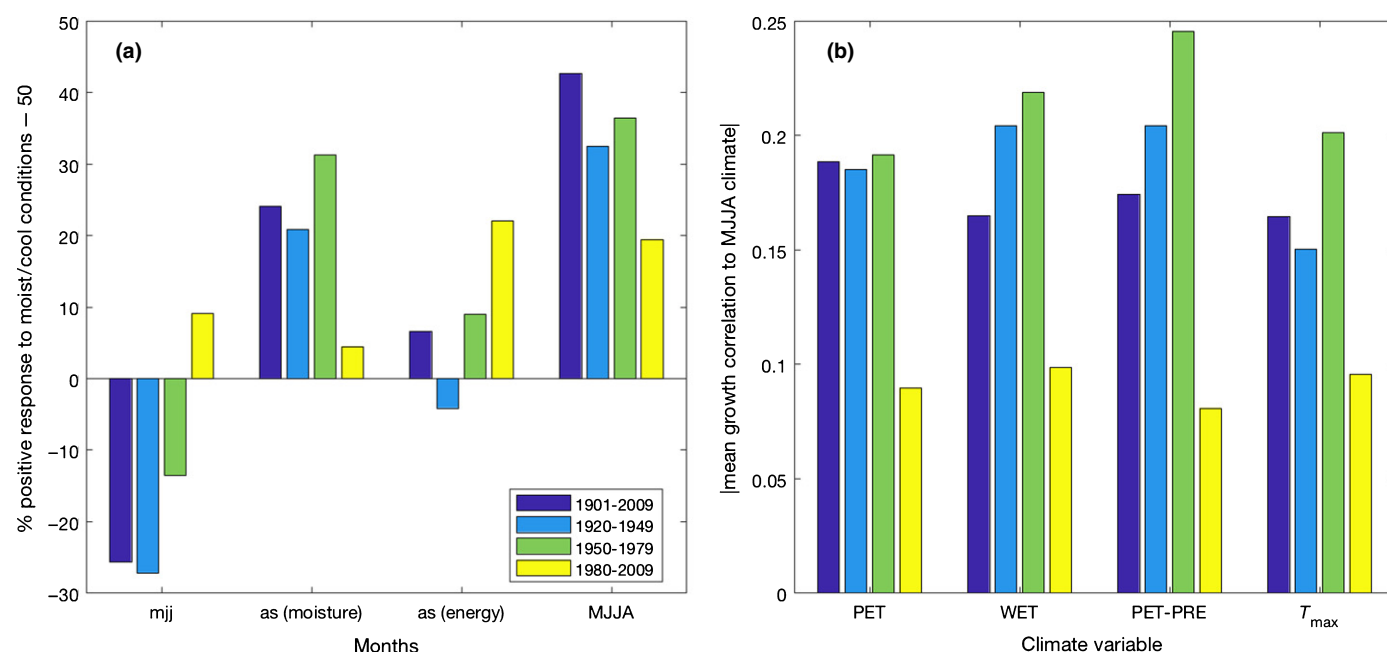 (a)
% positive response to moist/cool conditions − 50
50
40
30
20
10
0
−10
−20
−30
mjj
as (moisture)
as (energy)
MJJA
Months
1901-2009
1920-1949
1950-1979
1980-2009
(b)
|mean growth correlation to MJJA climate|
0.25
0.2
0.15
0.1
0.05
0
PET
WET
PET-PRE
Tmax
Climate variable